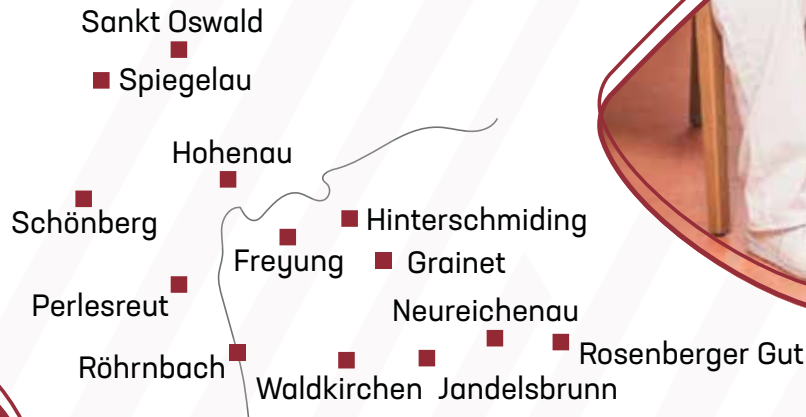 Sankt Oswald
Spiegelau
Hohenau
Schönberg
Hinterschmiding
Freyung
Grainet
Perlesreut
Neureichenau
Röhrnbach
Rosenberger Gut
Waldkirchen
Jandelsbrunn